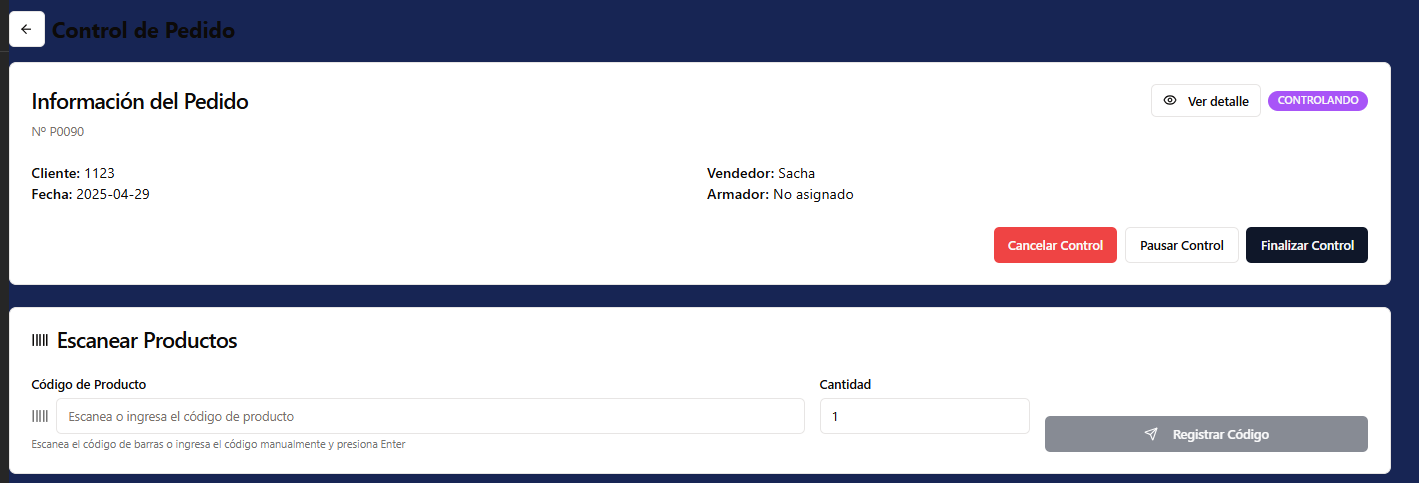 Control de Pedido
Información del Pedido
Ver detalle
CONTROLANDO
Nº P0090
Cliente: 1123
Vendedor: Sacha
Fecha: 2025-04-29
Armador: No asignado
Cancelar Control
Pausar Control
Finalizar Control
Escanear Productos
Código de Producto
Cantidad
Escanea o ingresa el código de producto
1
Registrar Código
Escanea el código de barras o ingresa el código manualmente y presiona Enter